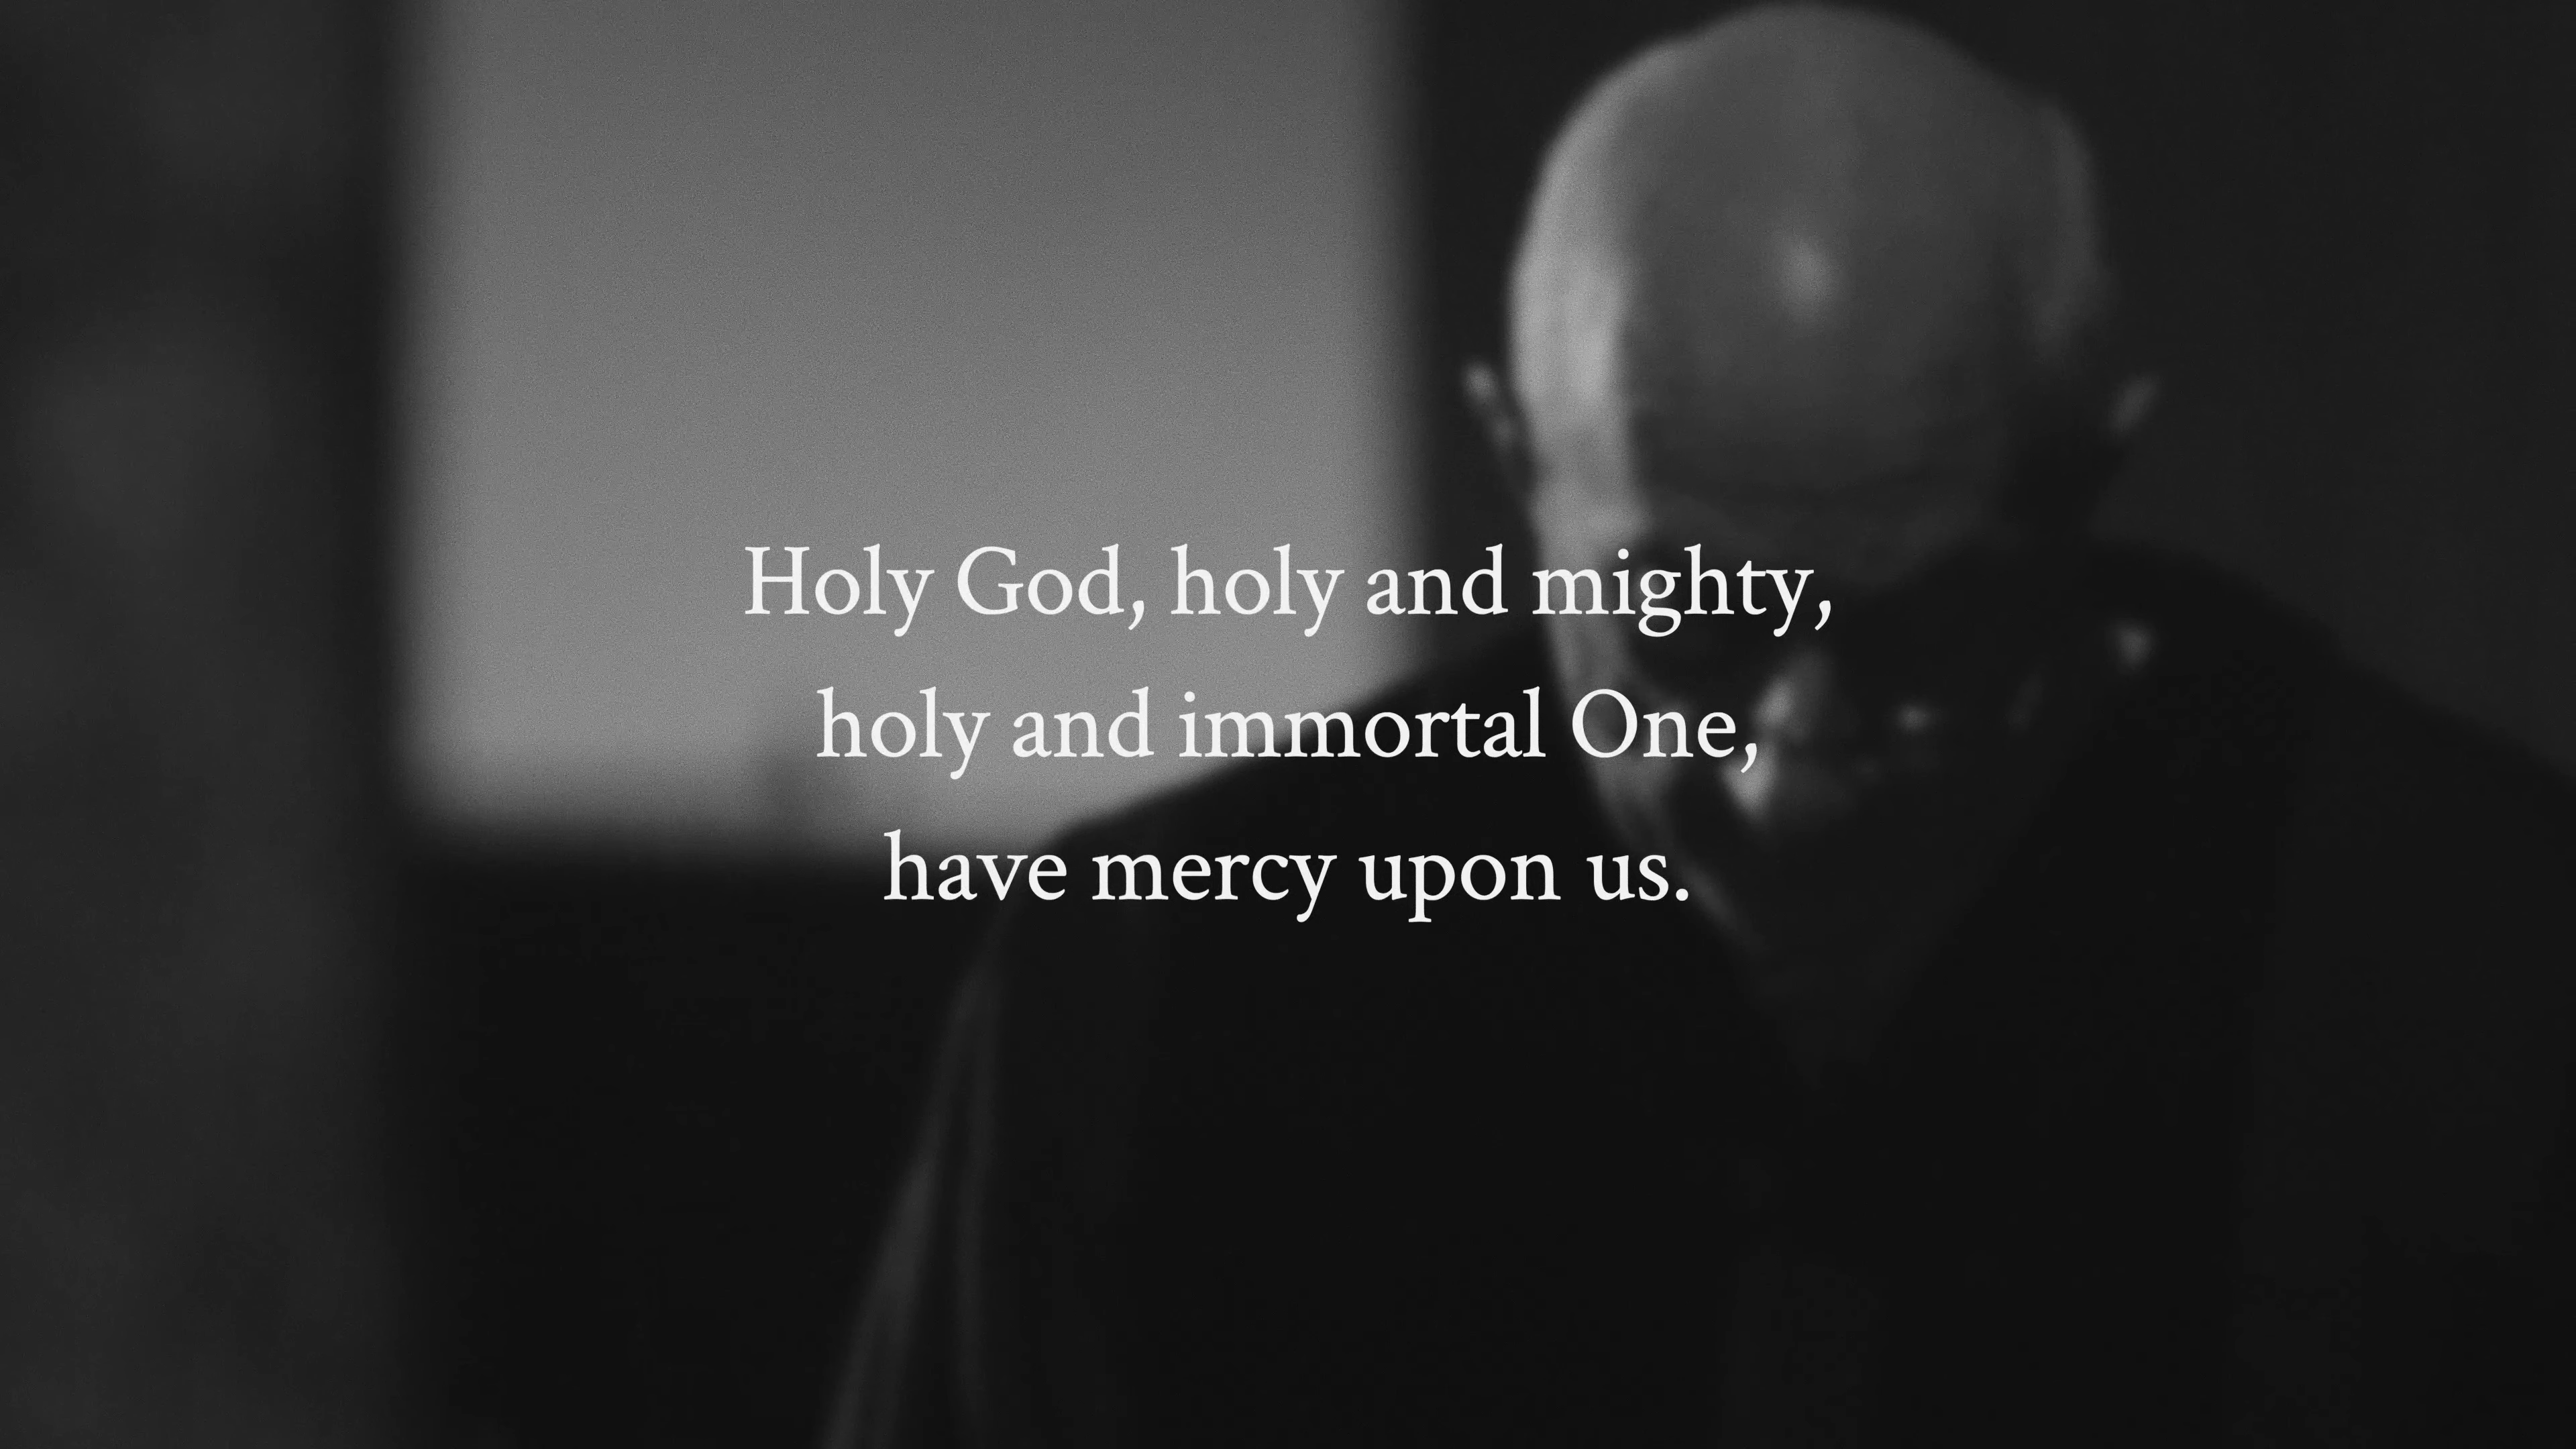 Holy God, holy and mighty,
holy and immortal One,
have mercy upon us.